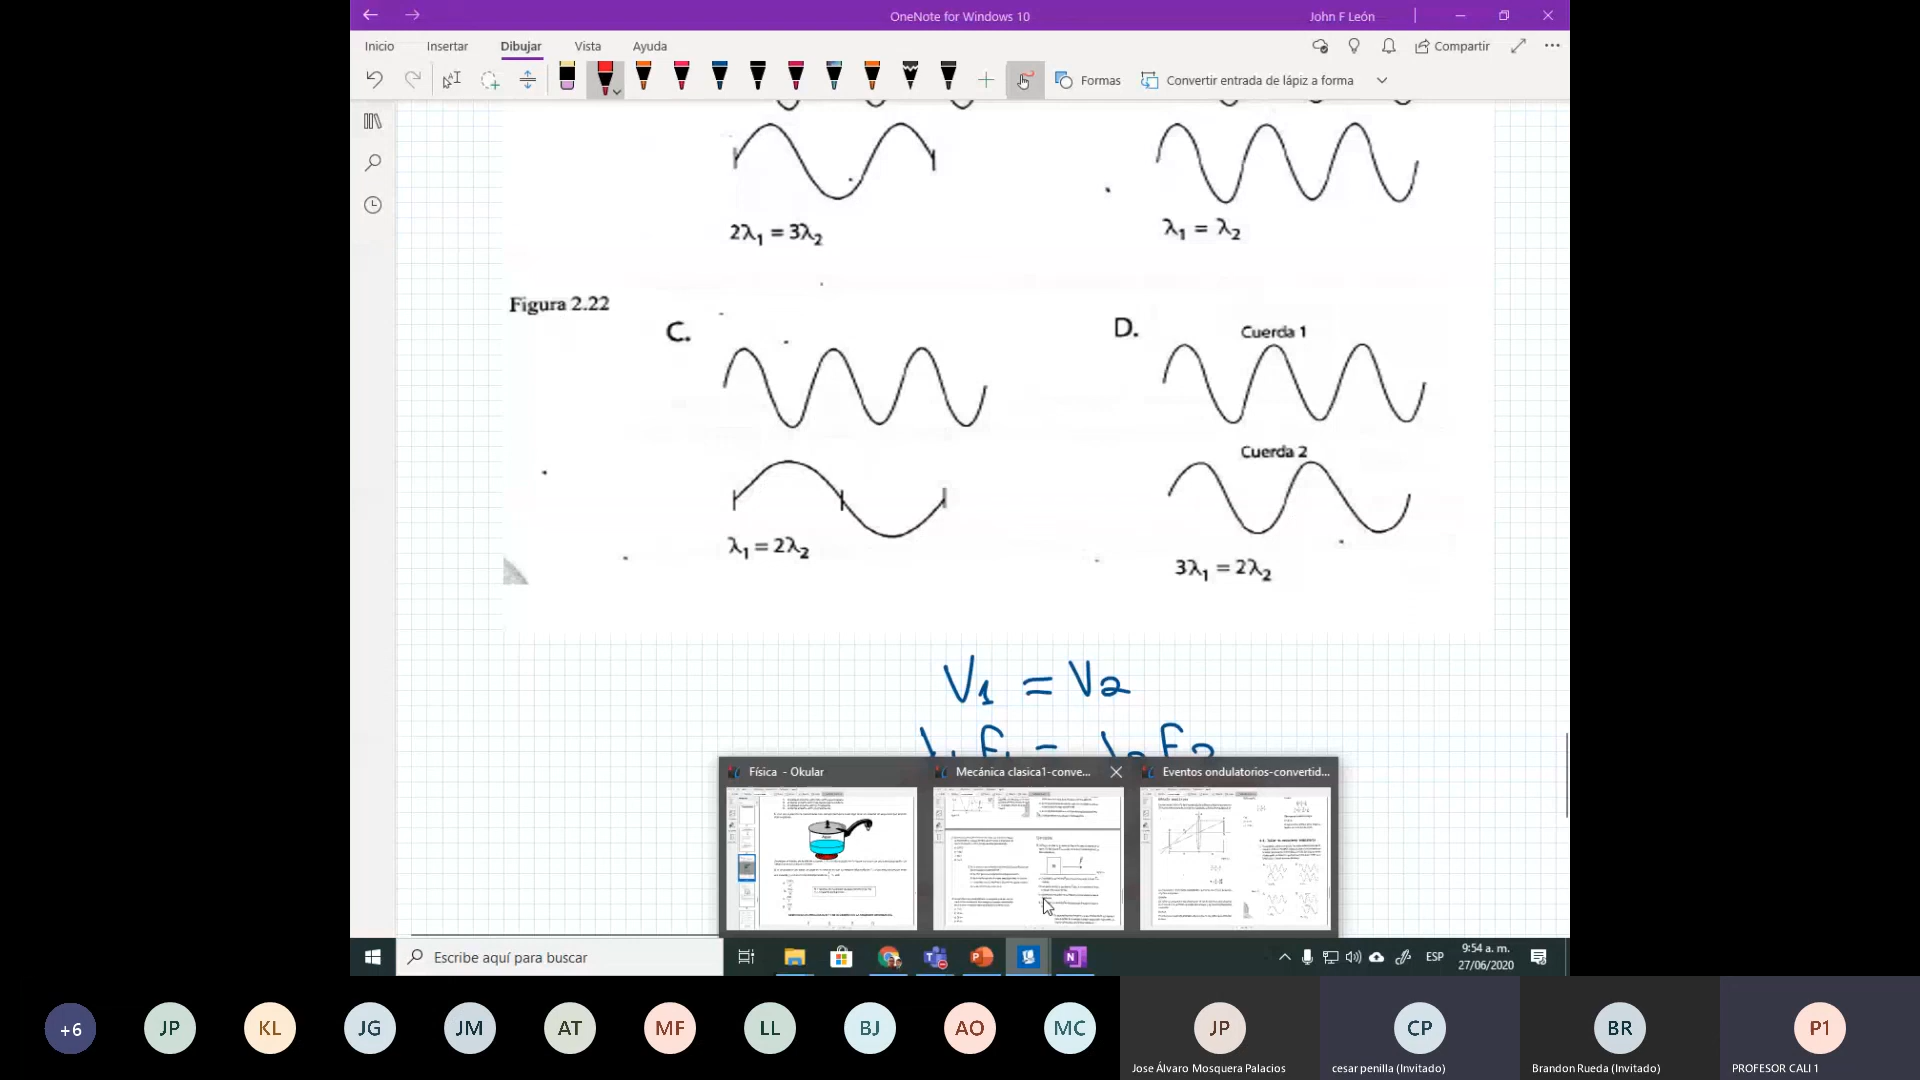 OneNote for Windows 10
John F León
Inicio
Insertar
Dibujar
Vista
Ayuda
Compartir
Formas
Convertir entrada de lápiz a forma
2λ1 = 3λ2
λ1 = λ2
Figura 2.22
C.
D.
Cuerda 1
Cuerda 2
λ1 = 2λ2
3λ1 = 2λ2
V1 = V2
Física - Okular
Mecánica clasica1-conve...
Eventos ondulatorios-convertid...
Escribe aquí para buscar
ESP
9:54 a. m.
27/06/2020
+6
JP
KL
JG
JM
AT
MF
LL
BJ
AO
MC
JP
CP
BR
P1
Jose Álvaro Mosquera Palacios
cesar penilla (Invitado)
Brandon Rueda (Invitado)
PROFESOR CALI 1